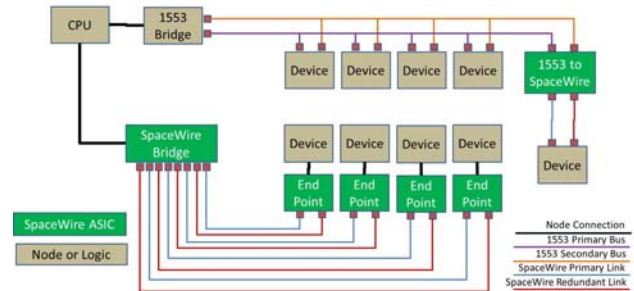 CPU
1553
Bridge
Device
Device
Device
Device
1553 to
SpaceWire
SpaceWire
Bridge
Device
Device
Device
Device
Device
End
Point
End
Point
End
Point
End
Point
SpaceWire ASIC
Node or Logic
Node Connection
1553 Primary Bus
1553 Secondary Bus
SpaceWire Primary Link
SpaceWire Redundant Link